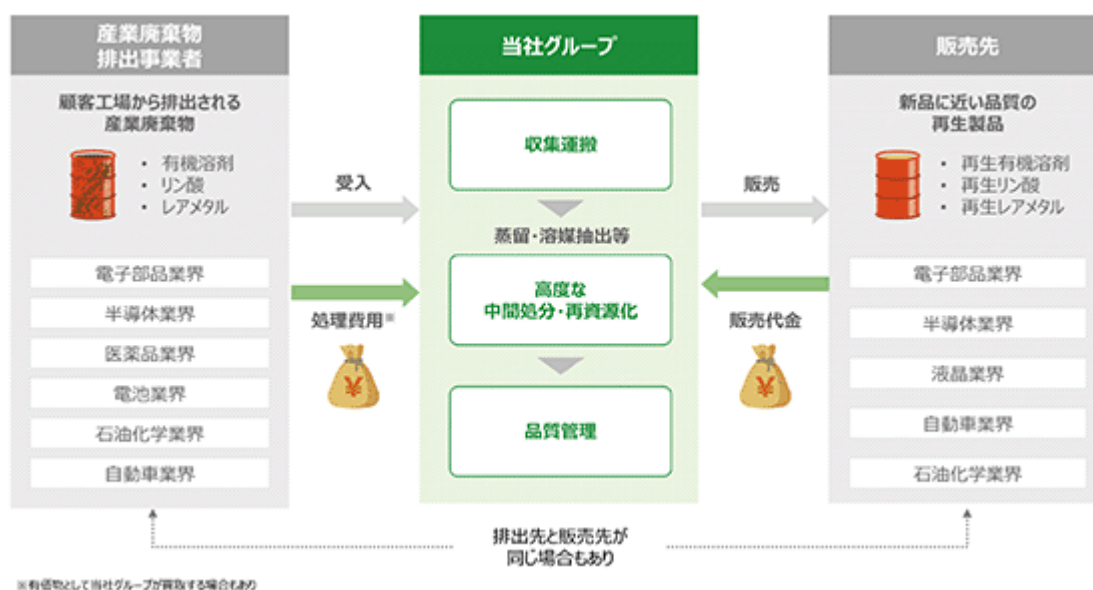 産業廃棄物
排出事業者
顧客工場から排出される
産業廃棄物
・ 有機溶剤
・ リン酸
・ レアメタル
電子部品業界
半導体業界
医薬品業界
電池業界
石油化学業界
自動車業界
受入
処理費用※
¥
当社グループ
収集運搬
蒸留・溶媒抽出等
高度な
中間処分・再資源化
品質管理
販売
販売代金
¥
販売先
新品に近い品質の
再生製品
・ 再生有機溶剤
・ 再生リン酸
・ 再生レアメタル
電子部品業界
半導体業界
液晶業界
自動車業界
石油化学業界
排出先と販売先が
同じ場合もあり
※有価物として当社グループが買取する場合もあり